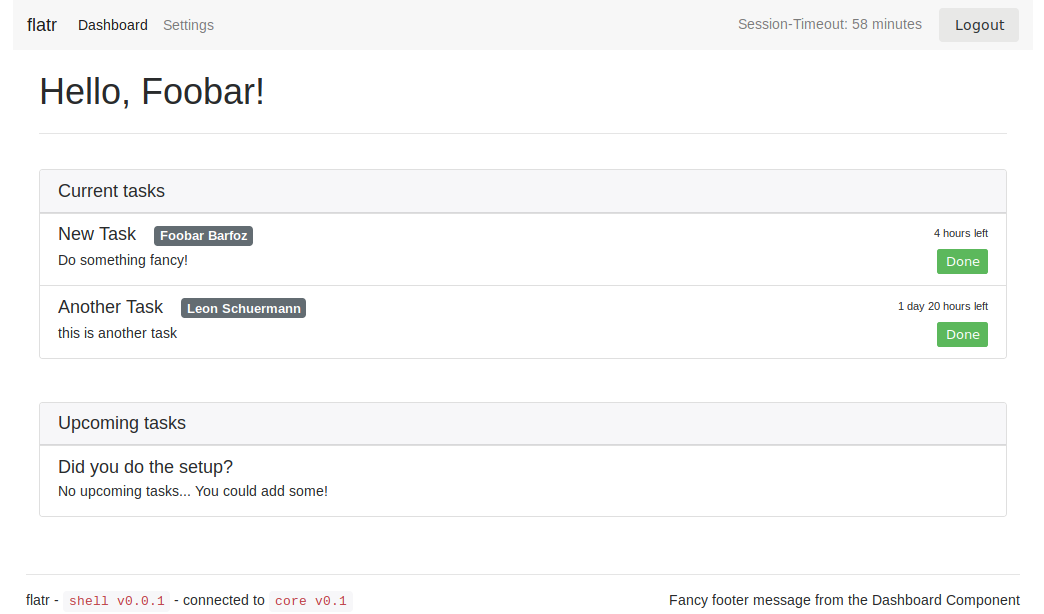 flatr Dashboard Settings Session-Timeout: 58 minutes Logout
Hello, Foobar!
Current tasks
New Task Foobar Barfoz 4 hours left
Do something fancy! Done
Another Task Leon Schuermann 1 day 20 hours left
this is another task Done
Upcoming tasks
Did you do the setup?
No upcoming tasks... You could add some!
flatr - shell v0.0.1 - connected to core v0.1 Fancy footer message from the Dashboard Component